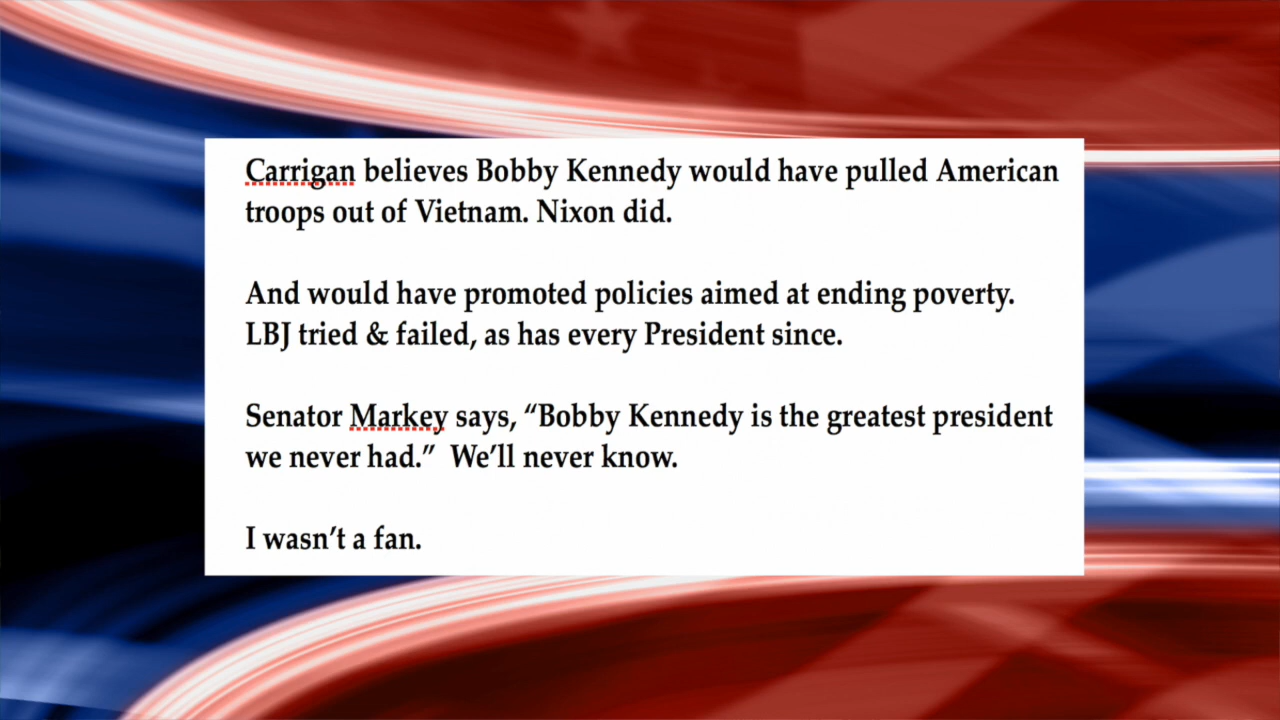 Carrigan believes Bobby Kennedy would have pulled American
troops out of Vietnam. Nixon did.
And would have promoted policies aimed at ending poverty.
LBJ tried & failed, as has every President since.
Senator Markey says, “Bobby Kennedy is the greatest president
we never had.”  We’ll never know.
I wasn’t a fan.